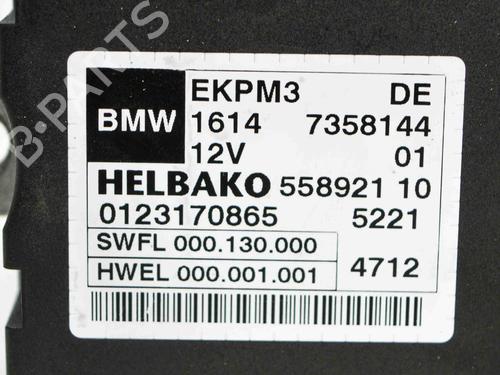 BMW
EKPM3 DE
1614 7358144
12V 01
HELBAKO 558921 10
0123170865 5221
SWFL 000.130.000
HWEL 000.001.001
4712
B-PARTS